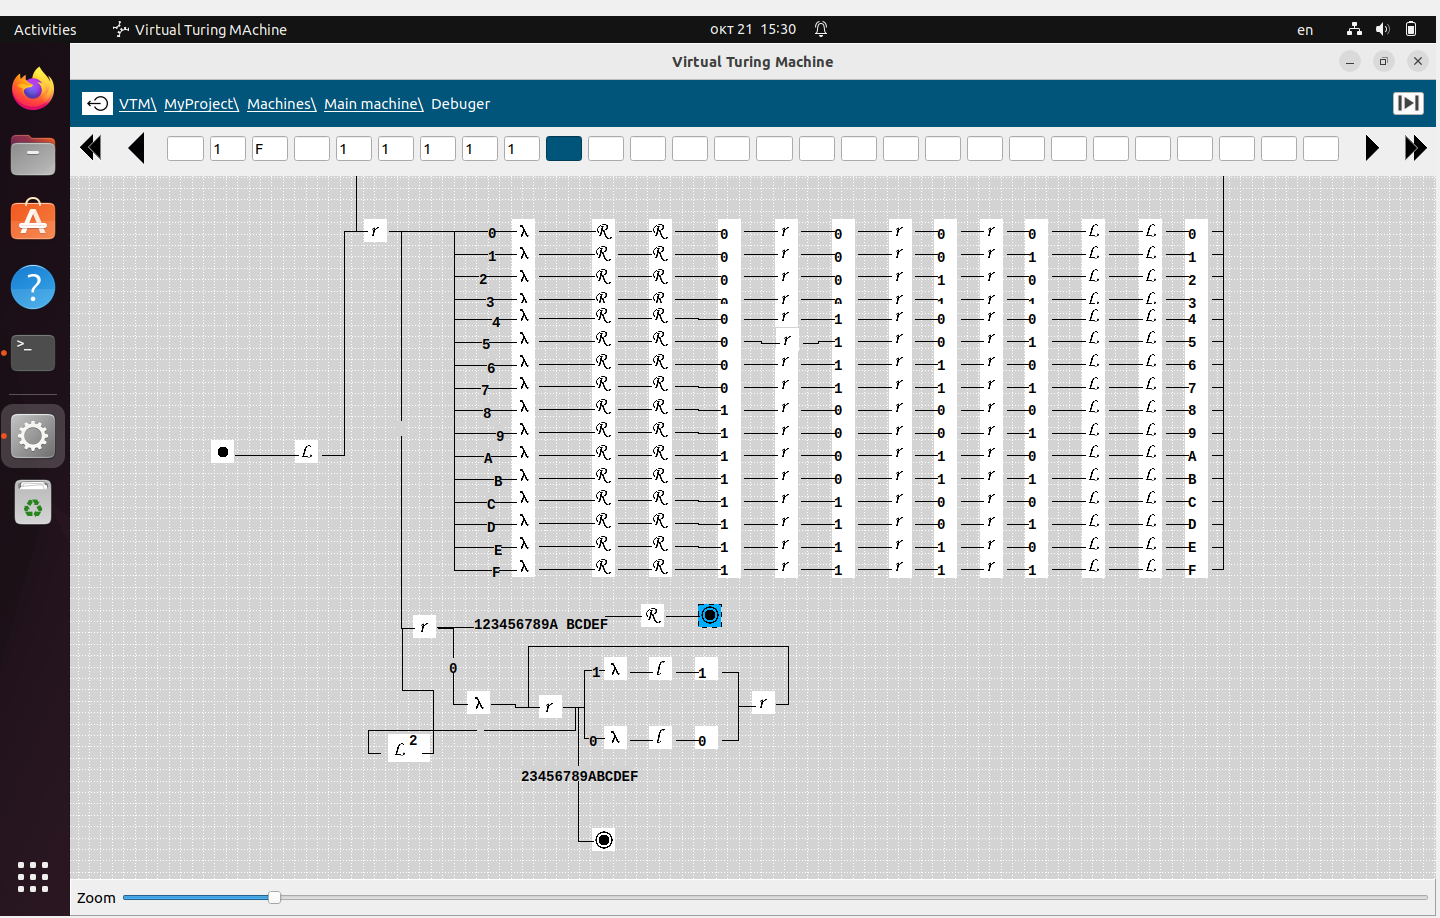 Activities Virtual Turing MAchine окт 21 15:30 en
Virtual Turing Machine
VTM\ MyProject\ Machines\ Main machine\ Debuger
1 F 1 1 1 1 1
r 0 λ ℛ ℛ 0 r 0 r 0 r 0 ℒ ℒ 0
1 λ ℛ ℛ 0 r 0 r 0 r 1 ℒ ℒ 1
2 λ ℛ ℛ 0 r 0 r 1 r 0 ℒ ℒ 2
3 λ ℛ ℛ 0 r 0 r 1 r 1 ℒ ℒ 3
4 λ ℛ ℛ 0 r 1 r 0 r 0 ℒ ℒ 4
5 λ ℛ ℛ 0 r 1 r 0 r 1 ℒ ℒ 5
6 λ ℛ ℛ 0 r 1 r 1 r 0 ℒ ℒ 6
7 λ ℛ ℛ 0 r 1 r 1 r 1 ℒ ℒ 7
8 λ ℛ ℛ 1 r 0 r 0 r 0 ℒ ℒ 8
9 λ ℛ ℛ 1 r 0 r 0 r 1 ℒ ℒ 9
ℒ A λ ℛ ℛ 1 r 0 r 1 r 0 ℒ ℒ A
B λ ℛ ℛ 1 r 0 r 1 r 1 ℒ ℒ B
C λ ℛ ℛ 1 r 1 r 0 r 0 ℒ ℒ C
D λ ℛ ℛ 1 r 1 r 0 r 1 ℒ ℒ D
E λ ℛ ℛ 1 r 1 r 1 r 0 ℒ ℒ E
F λ ℛ ℛ 1 r 1 r 1 r 1 ℒ ℒ F
r 123456789A BCDEF ℛ
0 1 λ l 1
λ r r
ℒ 2 0 λ l 0
23456789ABCDEF
Zoom